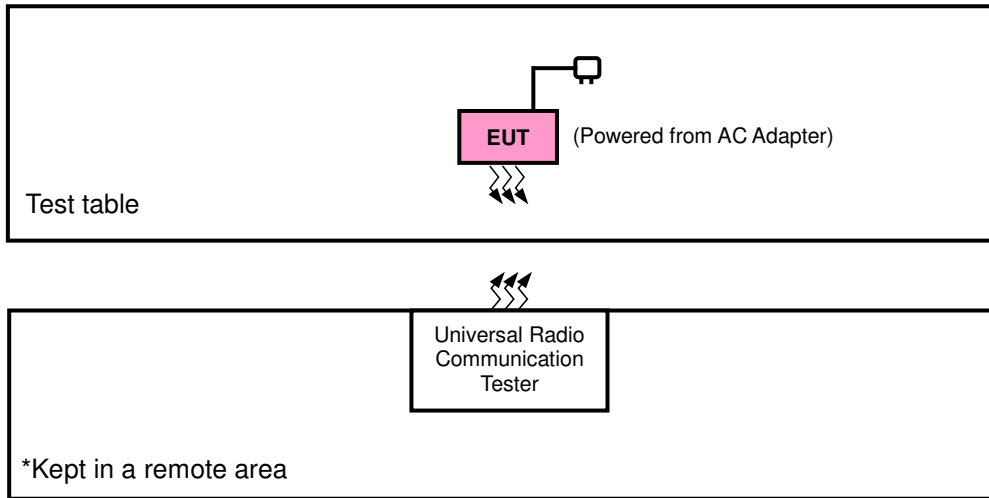 EUT
(Powered from AC Adapter)
Test table
Universal Radio
Communication
Tester
*Kept in a remote area